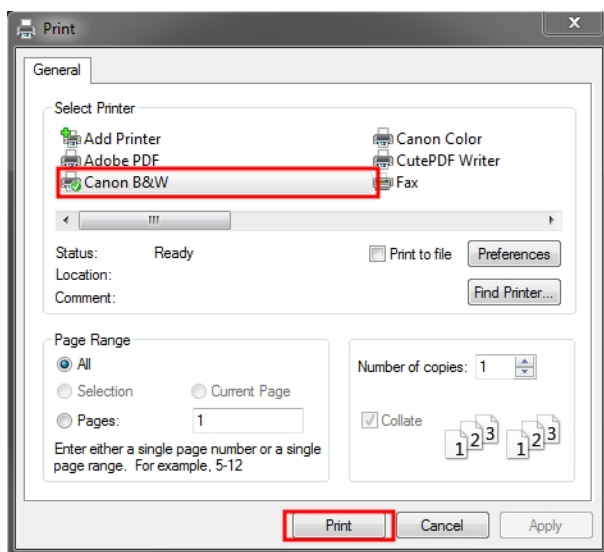 Print
X
General
Select Printer
Add Printer
Canon Color
Adobe PDF
CutePDF Writer
Canon B&W
Fax
Status: Ready
Print to file
Preferences
Location:
Comment:
Find Printer...
Page Range
All
Number of copies: 1
Selection
Current Page
Pages: 1
Collate
1 2 3 1 2 3
Enter either a single page number or a single
page range. For example, 5-12
Print
Cancel
Apply